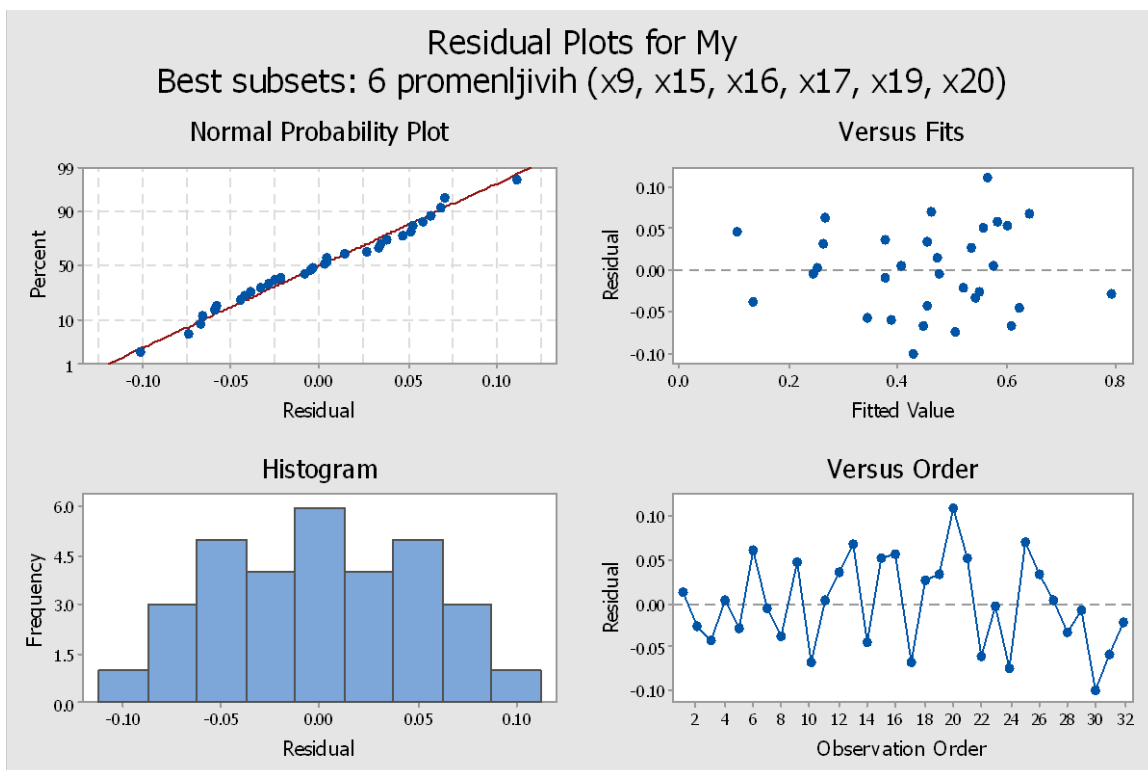 Residual Plots for My
Best subsets: 6 promenljivih (x9, x15, x16, x17, x19, x20)
Normal Probability Plot
99
90
50
10
1
Percent
-0.10 -0.05 0.00 0.05 0.10
Residual
Versus Fits
0.10
0.05
0.00
-0.05
-0.10
Residual
0.0 0.2 0.4 0.6 0.8
Fitted Value
Histogram
6.0
4.5
3.0
1.5
0.0
Frequency
-0.10 -0.05 0.00 0.05 0.10
Residual
Versus Order
0.10
0.05
0.00
-0.05
-0.10
Residual
2 4 6 8 10 12 14 16 18 20 22 24 26 28 30 32
Observation Order